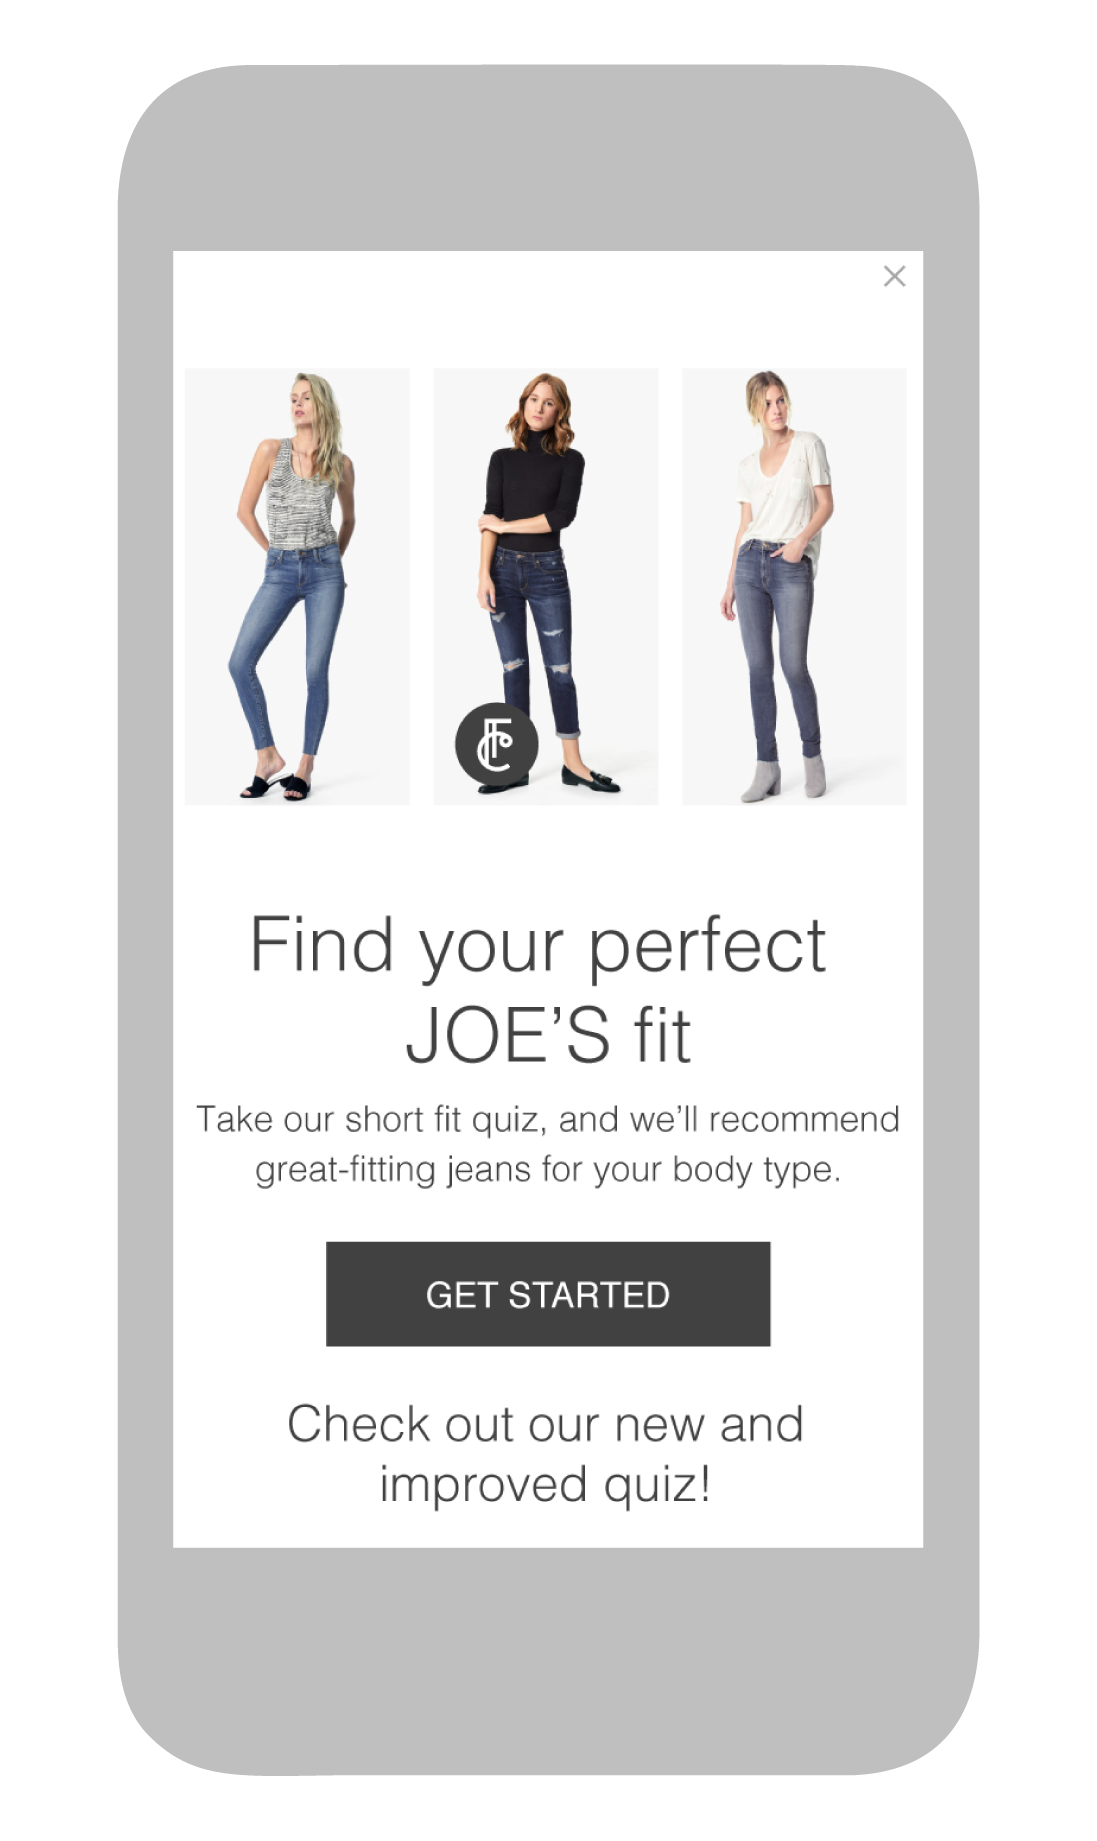 Find your perfect
JOE’S fit
Take our short fit quiz, and we’ll recommend
great-fitting jeans for your body type.
GET STARTED
Check out our new and
improved quiz!